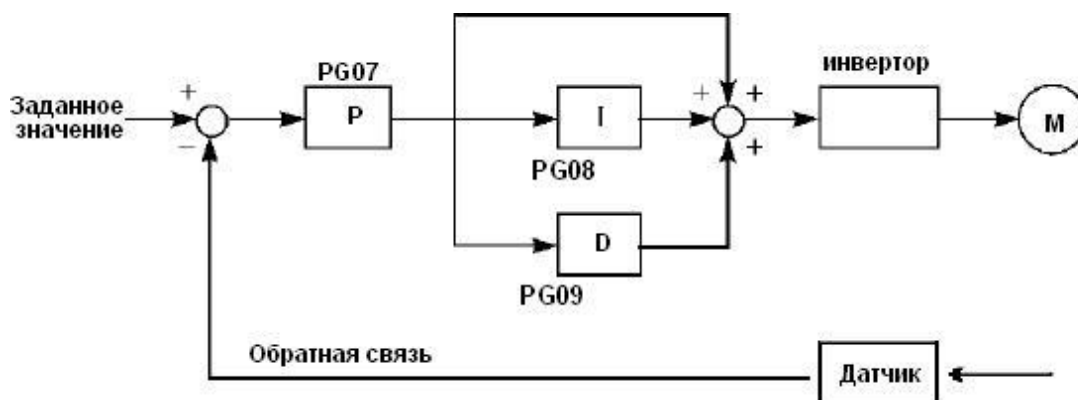 PG07
инвертор
Заданное
значение
+
−
P
I
+
+
+
M
PG08
D
PG09
Обратная связь
Датчик